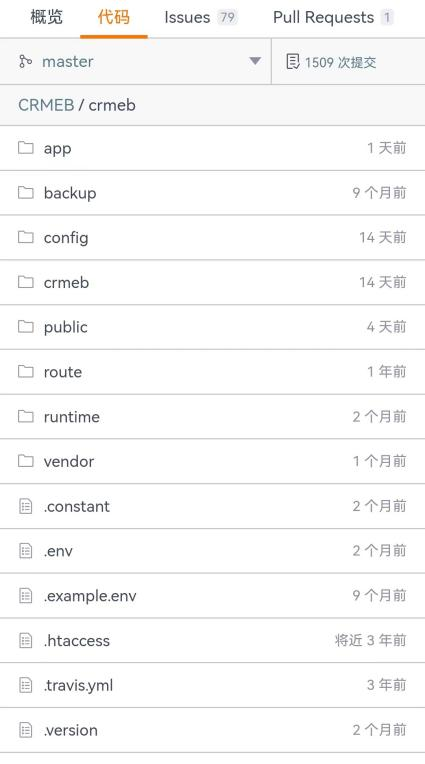 概览 代码 Issues 79 Pull Requests 1
master 1509 次提交
CRMEB / crmeb
app 1 天前
backup 9 个月前
config 14 天前
crmeb 14 天前
public 4 天前
route 1 年前
runtime 2 个月前
vendor 1 个月前
.constant 2 个月前
.env 2 个月前
.example.env 9 个月前
.htaccess 将近 3 年前
.travis.yml 3 年前
.version 2 个月前